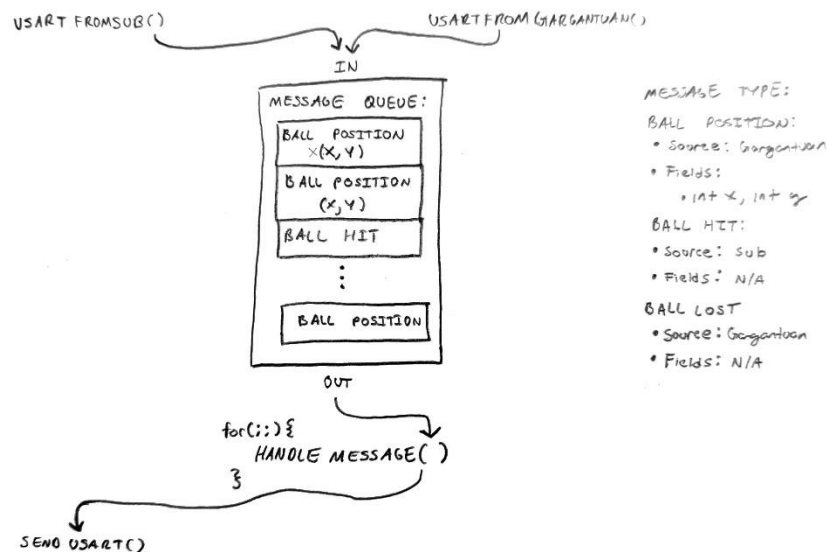 USART FROMSUB()
USART FROM GARGANTUAN()
IN
MESSAGE QUEUE:
BALL POSITION
(X,Y)
BALL POSITION
(X,Y)
BALL HIT
BALL POSITION
OUT
for(;;){
HANDLE MESSAGE( )
}
SEND USART()
MESSAGE TYPE:
BALL POSITION:
• Source: Gargantuan
• Fields:
• int x, int y
BALL HIT:
• Source: Sub
• Fields: N/A
BALL LOST
• Source: Gargantuan
• Fields: N/A